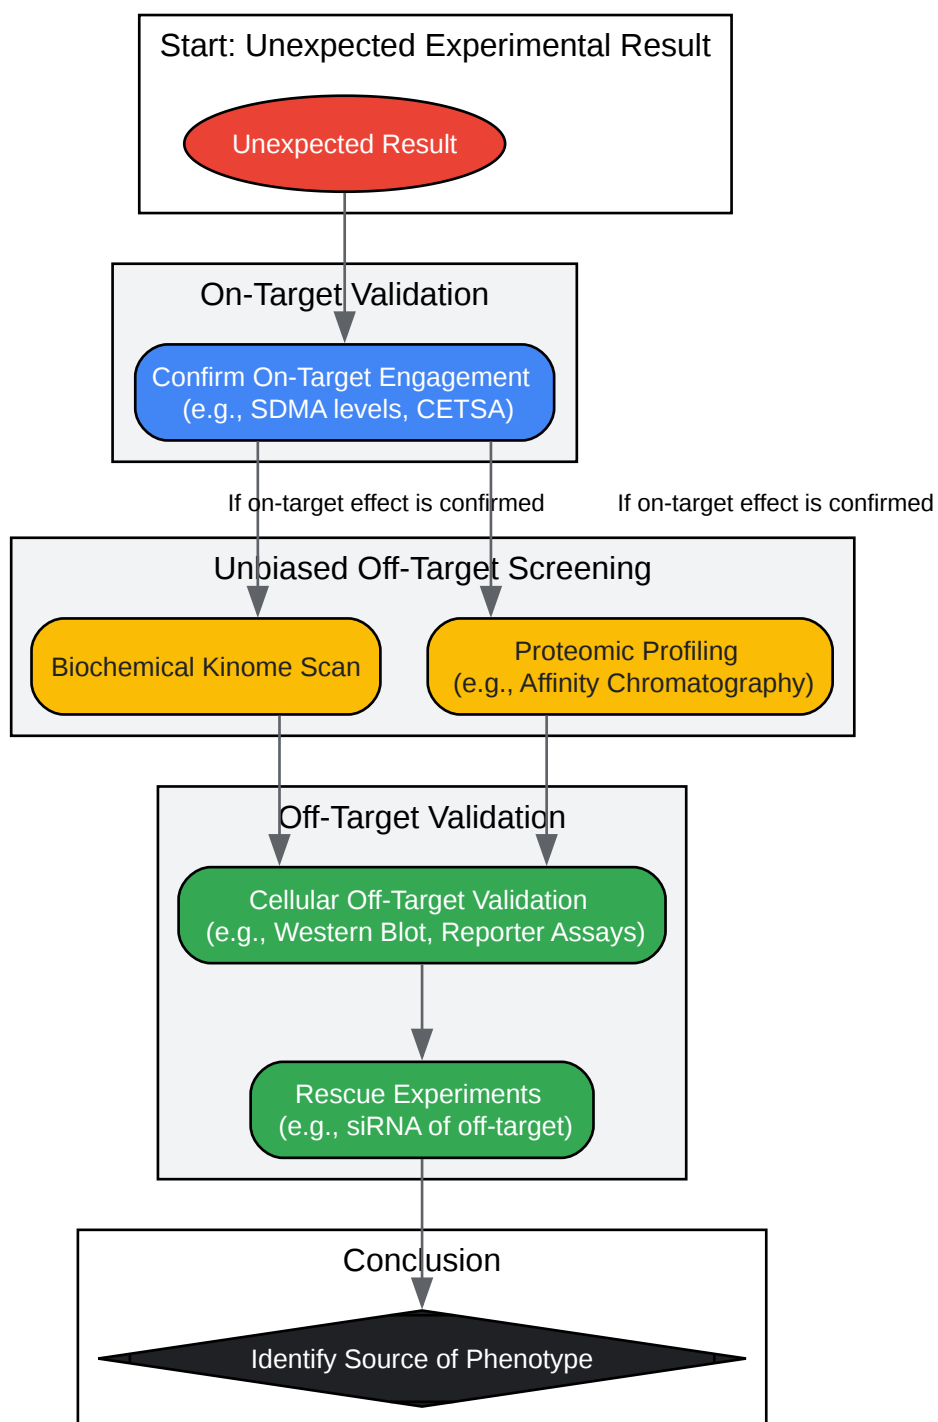 Start: Unexpected Experimental Result
Unexpected Result
On-Target Validation
Confirm On-Target Engagement
(e.g., SDMA levels, CETSA)
If on-target effect is confirmed
If on-target effect is confirmed
Unbiased Off-Target Screening
Biochemical Kinome Scan
Proteomic Profiling
(e.g., Affinity Chromatography)
Off-Target Validation
Cellular Off-Target Validation
(e.g., Western Blot, Reporter Assays)
Rescue Experiments
(e.g., siRNA of off-target)
Conclusion
Identify Source of Phenotype